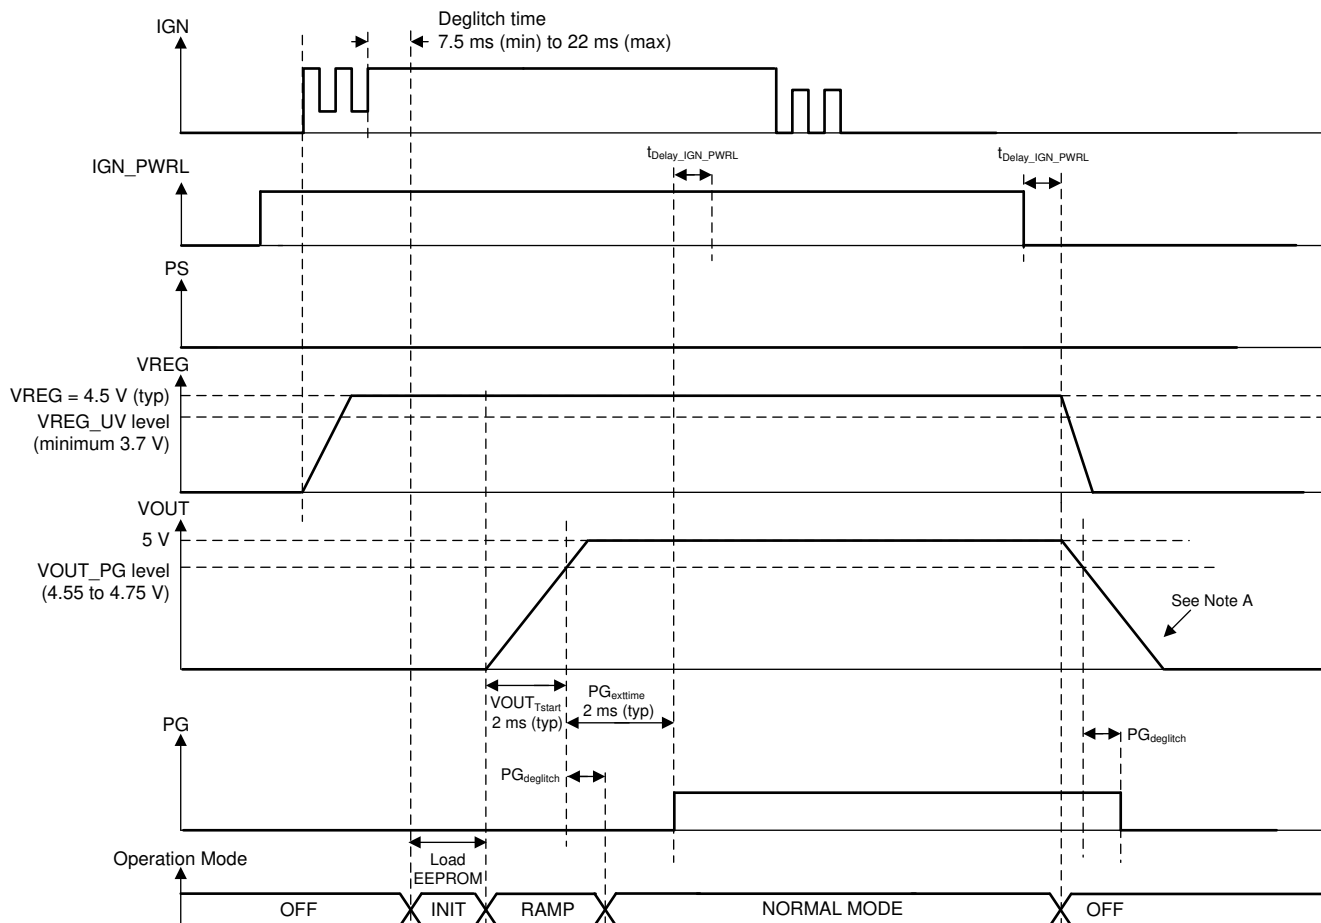 IGN
Deglitch time
7.5 ms (min) to 22 ms (max)
IGN_PWRL
tDelay_IGN_PWRL
tDelay_IGN_PWRL
PS
VREG
VREG = 4.5 V (typ)
VREG_UV level
(minimum 3.7 V)
VOUT
5 V
VOUT_PG level
(4.55 to 4.75 V)
See Note A
VOUTTstart
2 ms (typ)
PGexttime
2 ms (typ)
PG
PGdeglitch
PGdeglitch
Operation Mode
Load
EEPROM
OFF
INIT
RAMP
NORMAL MODE
OFF